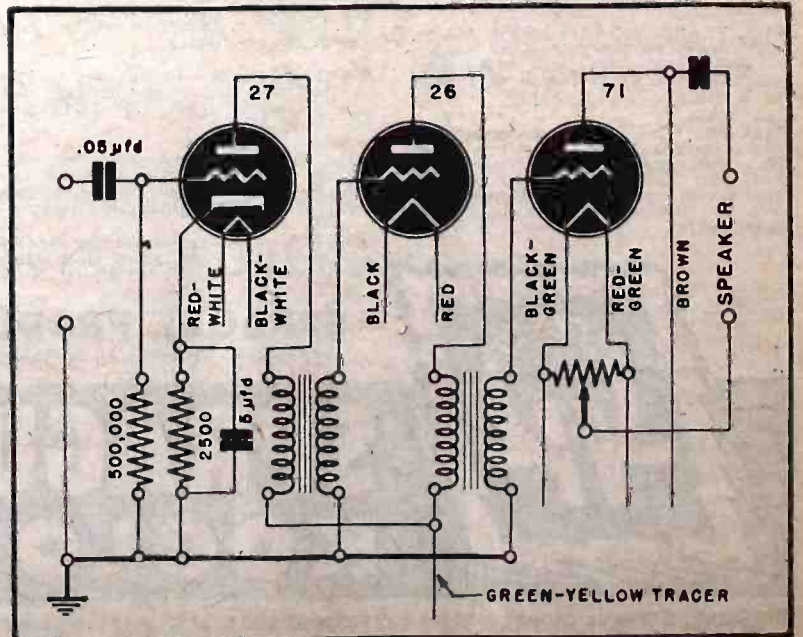 27
26
71
.05 µfd
RED-
WHITE
BLACK-
WHITE
BLACK
RED
BLACK-
GREEN
RED-
GREEN
BROWN
SPEAKER
500,000
2500
5 µfd
GREEN-YELLOW TRACER